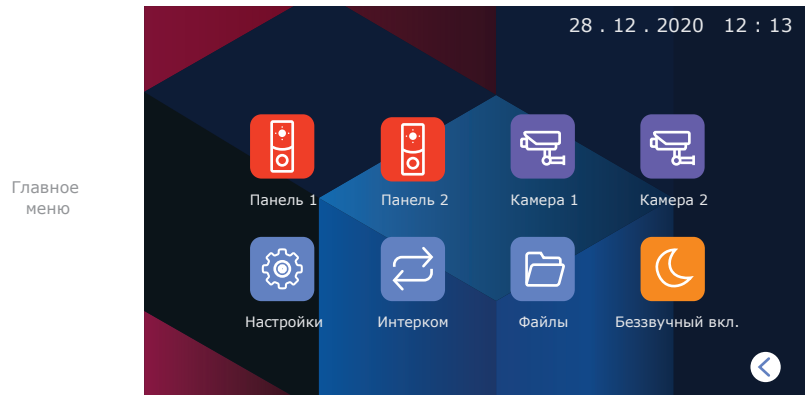 28 . 12 . 2020 12 : 13
Панель 1 Панель 2 Камера 1 Камера 2
Главное
меню
Настройки Интерком Файлы Беззвучный вкл.